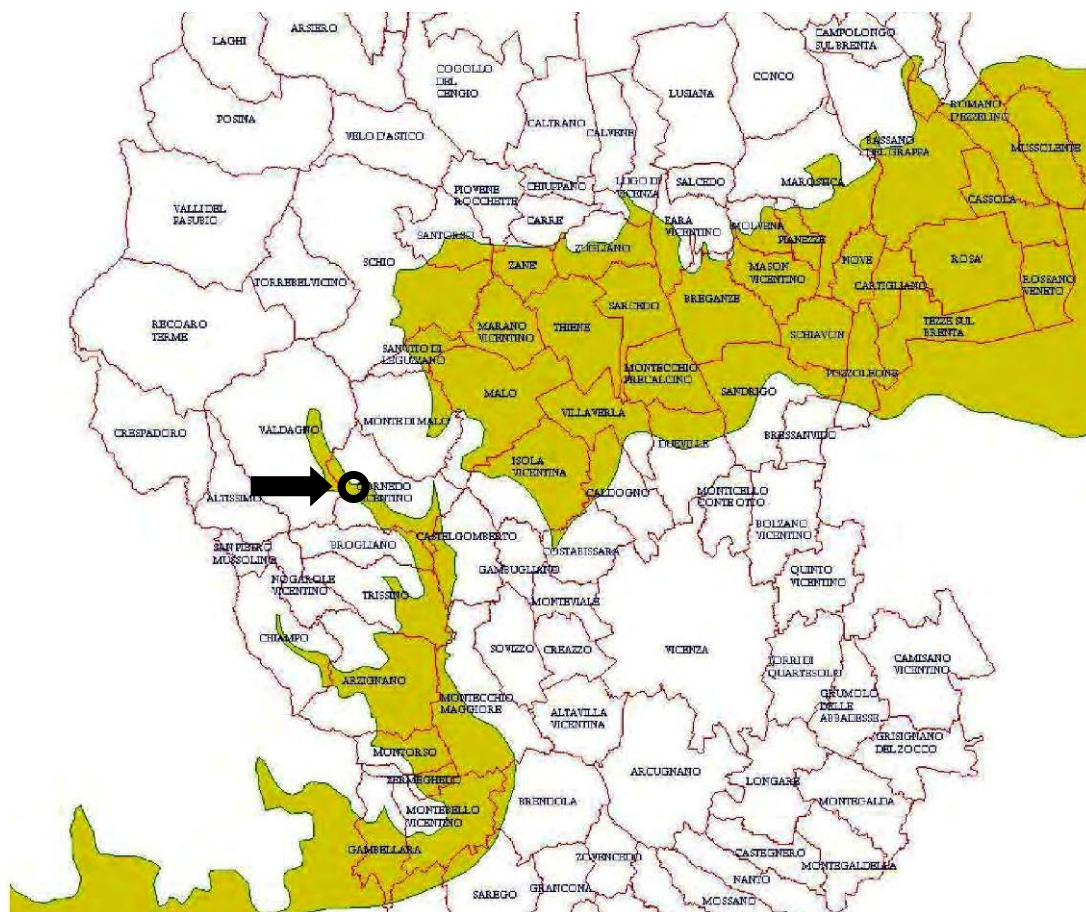 LAGHI
ARSIERO
CAMPOLONGO
SUL BRENTA
COGOLLO
DEL
CENGIO
CONCO
LUSIANA
POSINA
VELO D'ASTICO
CALTRANO
CALVENE
ROMANO
D'EZZELINO
BASSANO
DEL GRAPPA
MUSSOLENTE
VALLI DEL
PASUBIO
PIOVENE
ROCCHETTE
CHIUPPANO
LUGO DI
VICENZA
SALCEDO
MAROSTICA
CASSOLA
SANTORSO
CARRE'
FARA
VICENTINO
MOLVENA
PIANEZZE
SCHIO
ZUGLIANO
ZANE'
NOVE
ROSA'
ROSSANO
VENETO
TORREBELVICINO
MASON
VICENTINO
CARTIGLIANO
SARCEDO
BREGANZE
RECOARO
TERME
MARANO
VICENTINO
THIENE
SCHIAVON
TEZZE SUL
BRENTA
SAN VITO DI
LEGUZZANO
MONTECCHIO
PRECALCINO
POZZOLEONE
MALO
SANDRIGO
VILLAVERLA
CRESPADORO
VALDAGNO
MONTE DI MALO
BRESSANVIDO
DUEVILLE
ISOLA
VICENTINA
CORNEDO
VICENTINO
ALTISSIMO
CALDOGNO
MONTICELLO
CONTE OTTO
BOLZANO
VICENTINO
CASTELGOMBERTO
BROGLIANO
SAN PIETRO
MUSSOLINO
COSTABISSARA
GAMBUGLIANO
QUINTO
VICENTINO
NOGAROLE
VICENTINO
TRISSINO
MONTEVIALE
CHIAMPO
SOVIZZO
CREAZZO
VICENZA
TORRI DI
QUARTESOLO
CAMISANO
VICENTINO
ARZIGNANO
MONTECCHIO
MAGGIORE
ALTAVILLA
VICENTINA
GRUMOLO
DELLE
ABBADESSE
GRISIGNANO
DEL ZOCCO
MONTORSO
ZERMEGHEDO
ARCUGNANO
LONGARE
BRENDOLA
MONTEGALDA
MONTEBELLO
VICENTINO
GAMBELLARA
ZOVENCEDO
CASTEGNERO
MONTEGALDELLA
NANTO
SAREGO
GRANCONA
MOSSANO